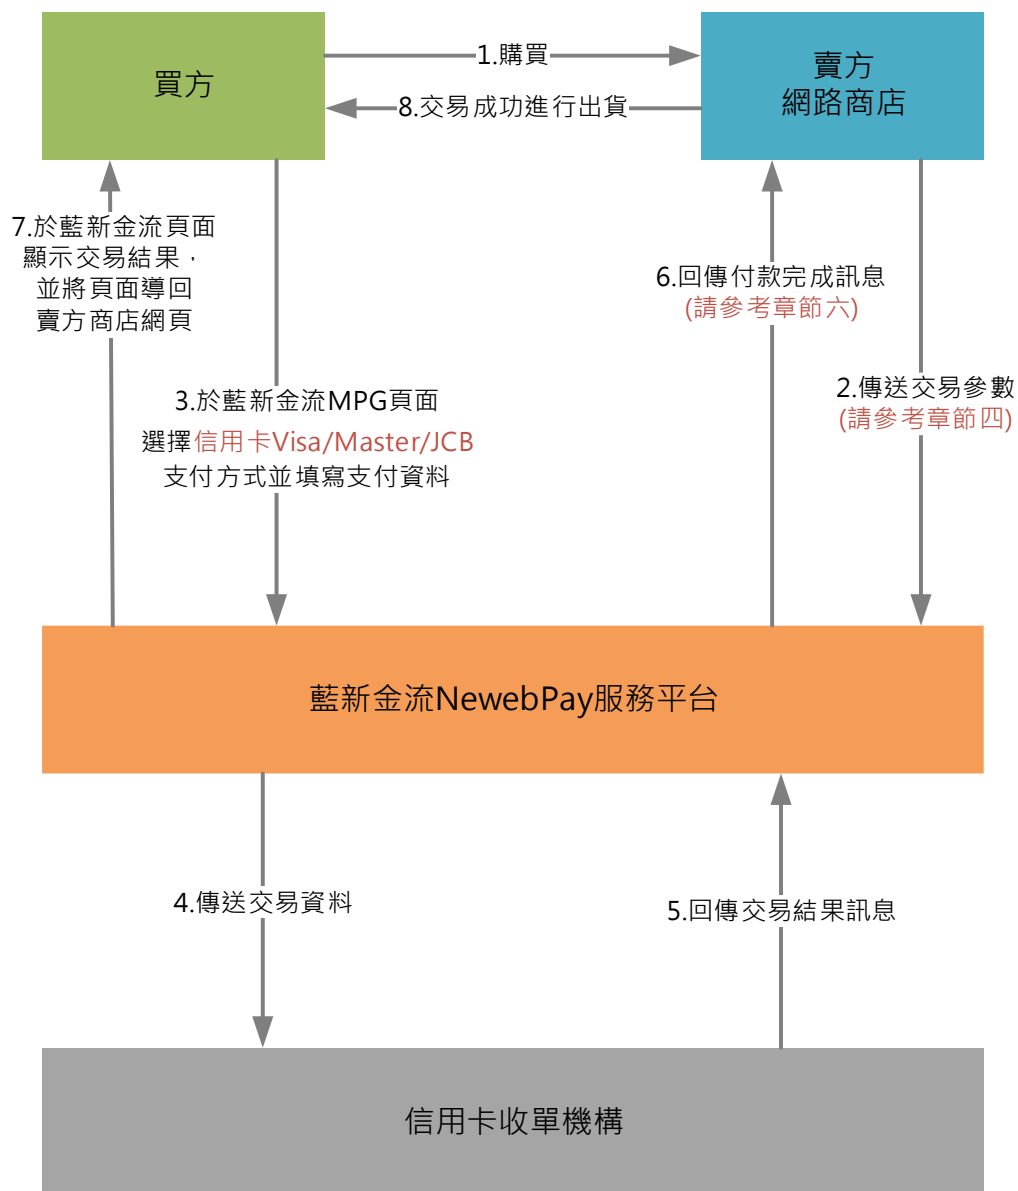 買方
1.購買
賣方
網路商店
8.交易成功進行出貨
7.於藍新金流頁面
顯示交易結果，
並將頁面導回
賣方商店網頁
6.回傳付款完成訊息
(請參考章節六)
3.於藍新金流MPG頁面
選擇信用卡Visa/Master/JCB
支付方式並填寫支付資料
2.傳送交易參數
(請參考章節四)
藍新金流NewebPay服務平台
4.傳送交易資料
5.回傳交易結果訊息
信用卡收單機構